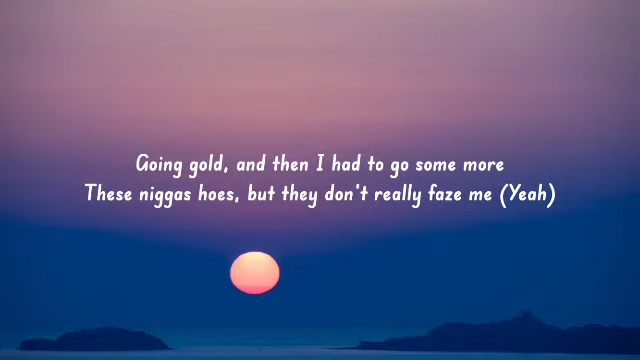 Going gold, and then I had to go some more
These niggas hoes, but they don't really faze me (Yeah)